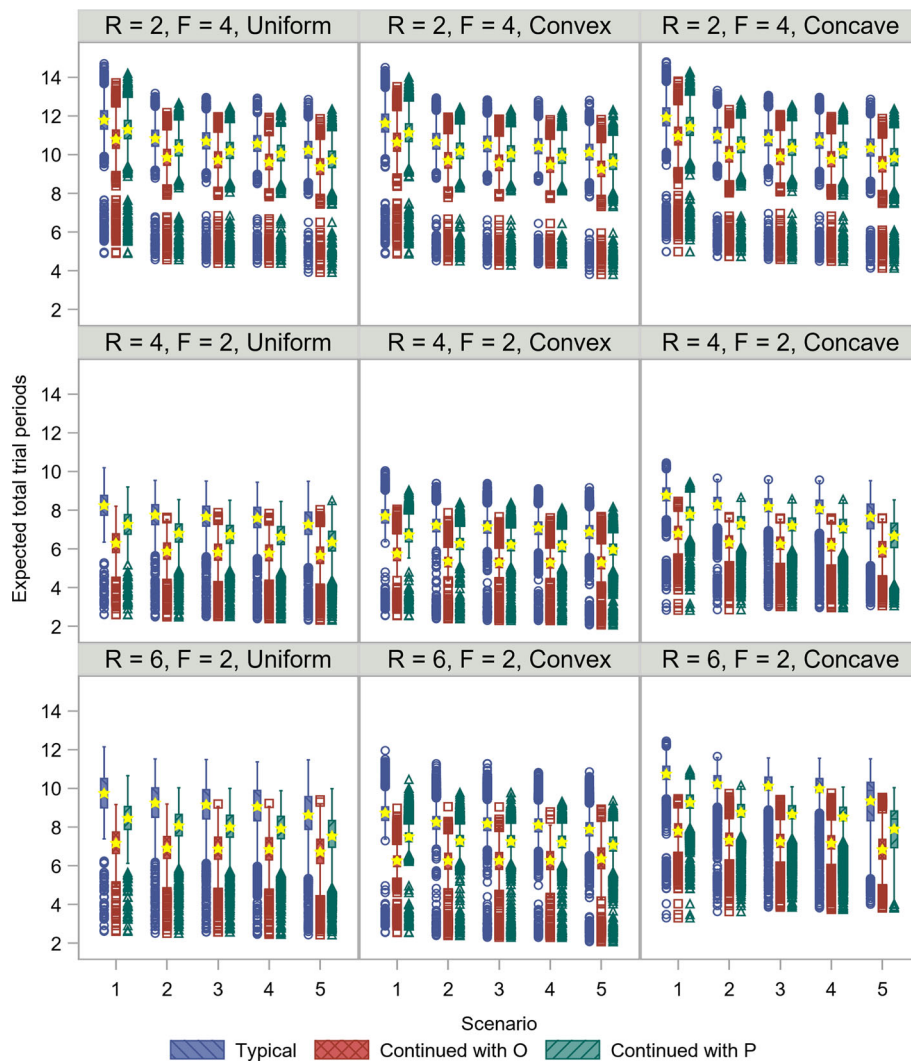 R = 2, F = 4, Uniform
R = 2, F = 4, Convex
R = 2, F = 4, Concave
14
12
10
8
6
4
2
R = 4, F = 2, Uniform
R = 4, F = 2, Convex
R = 4, F = 2, Concave
Expected total trial periods
14
12
10
8
6
4
2
R = 6, F = 2, Uniform
R = 6, F = 2, Convex
R = 6, F = 2, Concave
14
12
10
8
6
4
2
1 2 3 4 5 1 2 3 4 5 1 2 3 4 5
Scenario
Typical Continued with O Continued with P